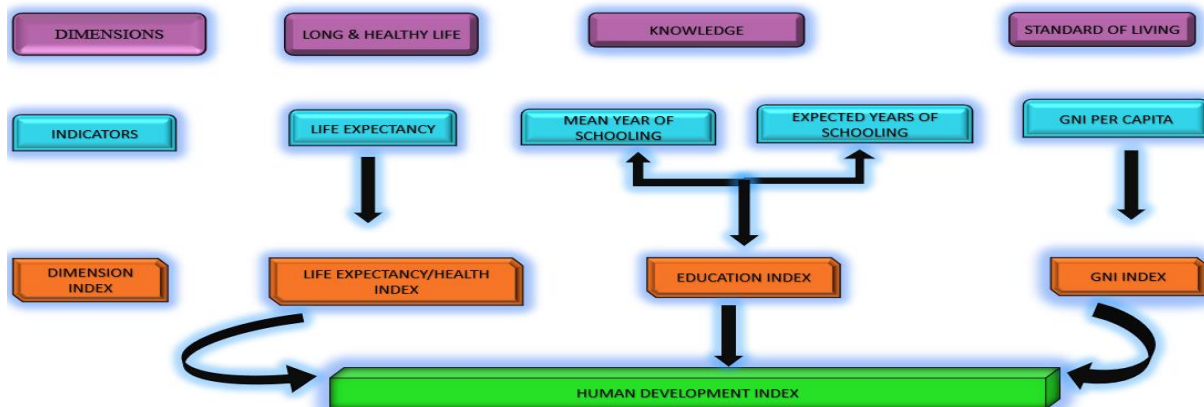 DIMENSIONS
LONG & HEALTHY LIFE
KNOWLEDGE
STANDARD OF LIVING
INDICATORS
LIFE EXPECTANCY
MEAN YEAR OF
SCHOOLING
EXPECTED YEARS OF
SCHOOLING
GNI PER CAPITA
DIMENSION
INDEX
LIFE EXPECTANCY/HEALTH
INDEX
EDUCATION INDEX
GNI INDEX
HUMAN DEVELOPMENT INDEX